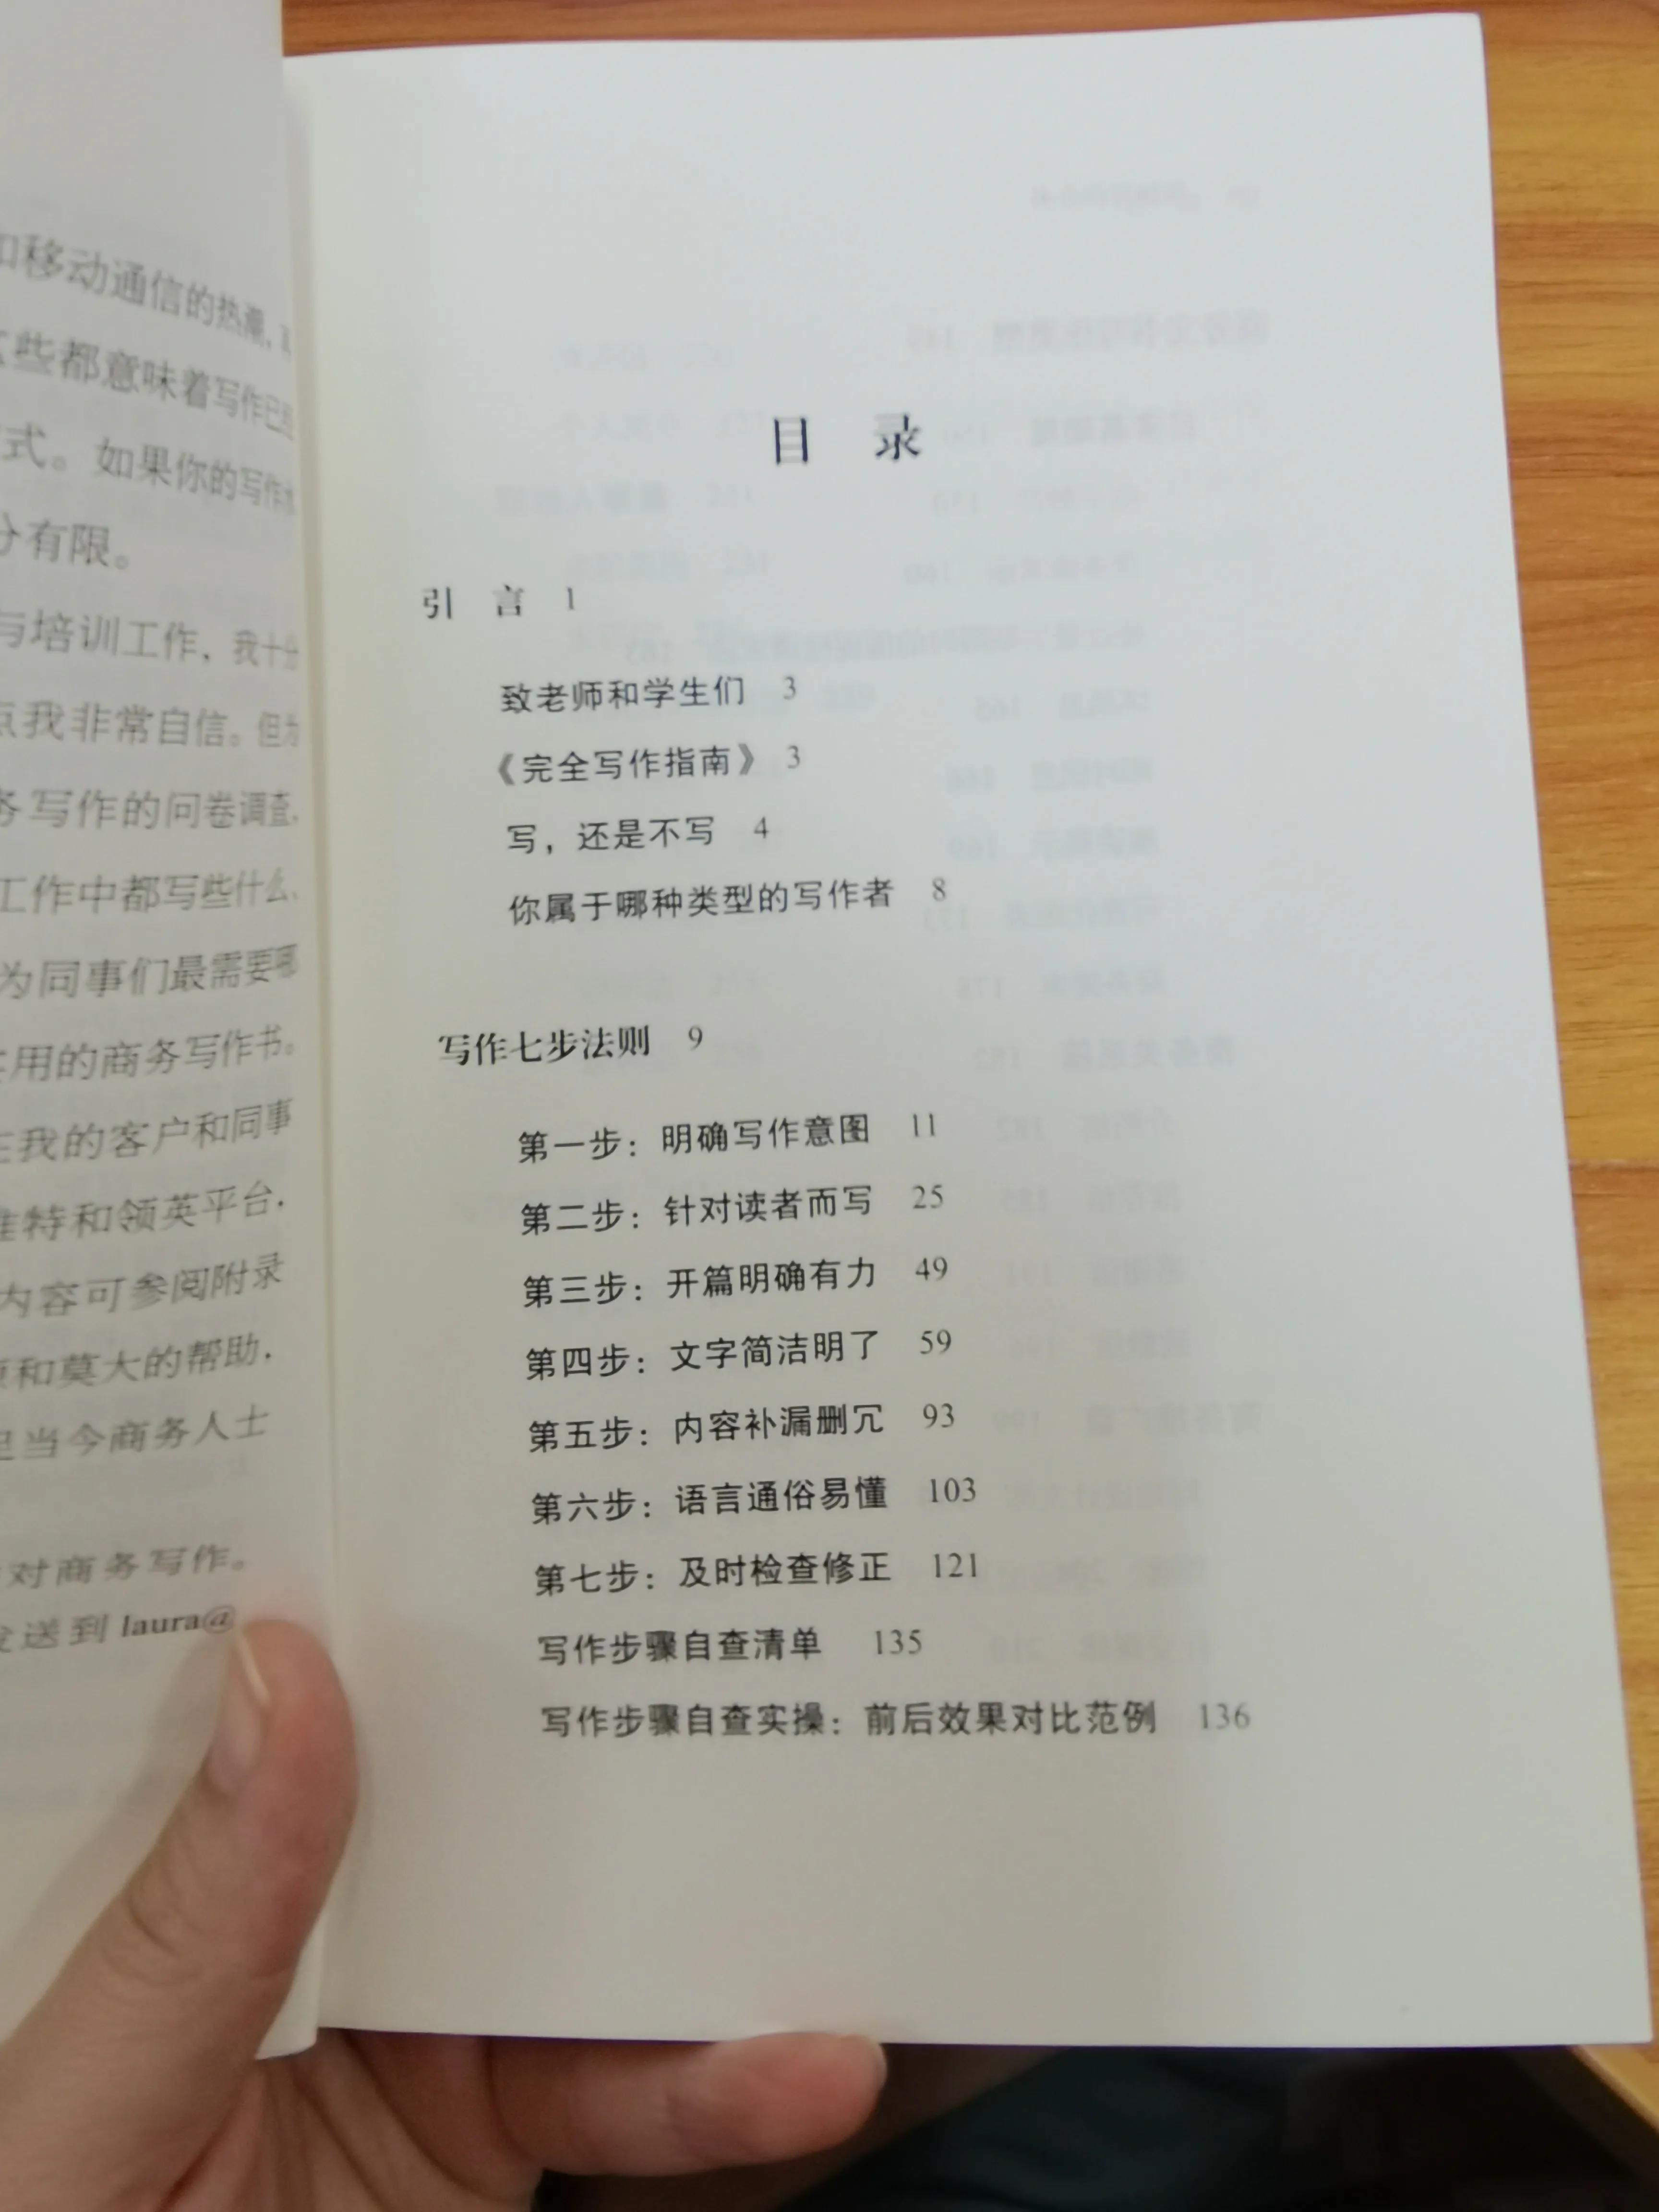 移动通信的热潮，
些都意味着写作已
式。如果你的写作
分有限。
与培训工作，我十分
点我非常自信。但为
务写作的问卷调查，
工作中都写些什么、
为同事们最需要哪
用的商务写作书。
在我的客户和同事
推特和领英平台．
内容可参阅附录
和莫大的帮助．
当今商务人士
对商务写作。
发送到 laura@
目 录
引 言 1
致老师和学生们 3
《完全写作指南》 3
写，还是不写 4
你属于哪种类型的写作者 8
写作七步法则 9
第一步：明确写作意图 11
第二步：针对读者而写 25
第三步：开篇明确有力 49
第四步：文字简洁明了 59
第五步：内容补漏删冗 93
第六步：语言通俗易懂 103
第七步：及时检查修正 121
写作步骤自查清单 135
写作步骤自查实操：前后效果对比范例 136